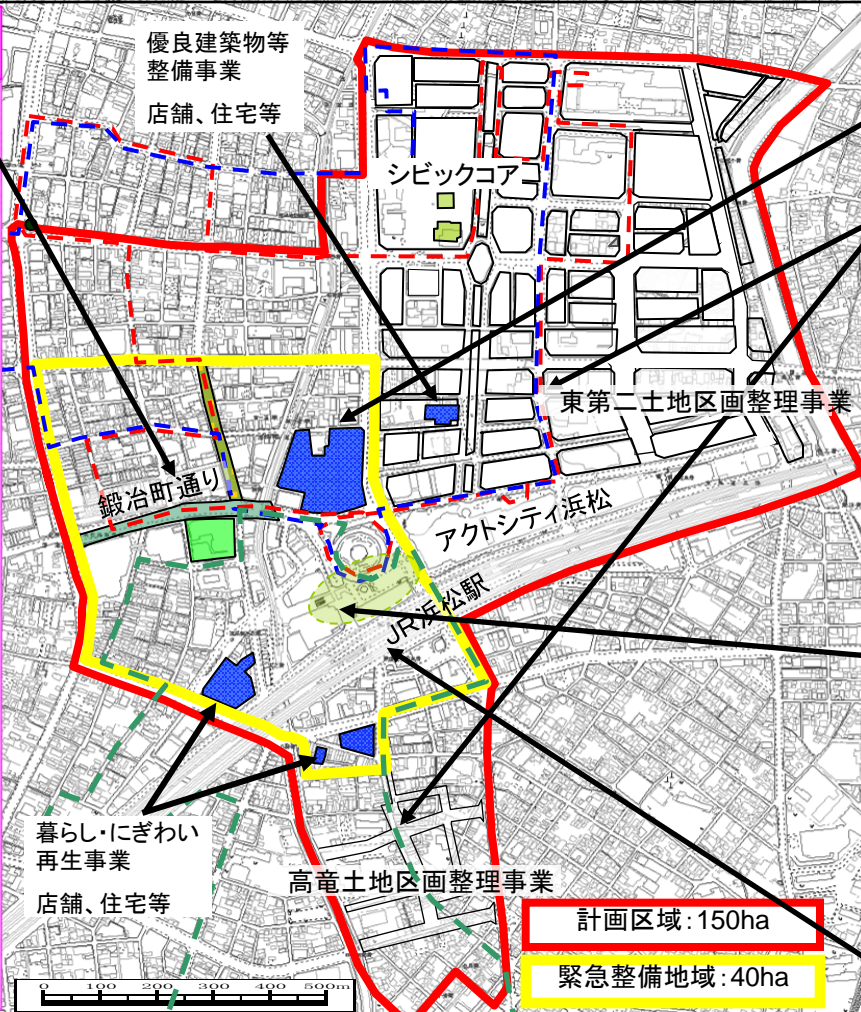 優良建築物等
整備事業
店舗、住宅等
シビックコア
東第二土地区画整理事業
鍛冶町通り
アクトシティ浜松
JR浜松駅
暮らし・にぎわい
再生事業
店舗、住宅等
高竜土地区画整理事業
計画区域：150ha
緊急整備地域：40ha
0 100 200 300 400 500m